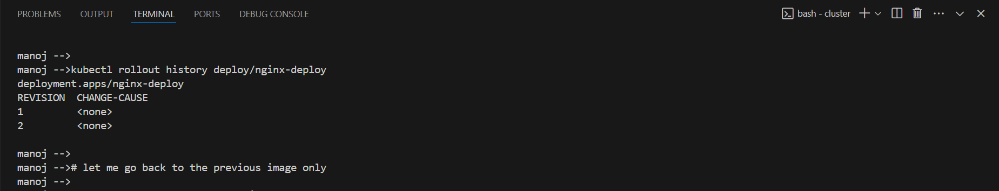 PROBLEMS OUTPUT TERMINAL PORTS DEBUG CONSOLE bash - cluster
manoj -->
manoj -->kubectl rollout history deploy/nginx-deploy
deployment.apps/nginx-deploy
REVISION  CHANGE-CAUSE
1         <none>
2         <none>
manoj -->
manoj --># let me go back to the previous image only
manoj -->